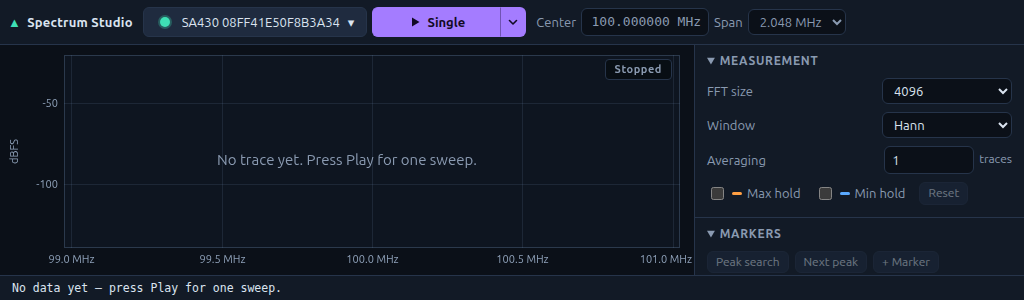 Spectrum Studio
SA430 08FF41E50F8B3A34
Single
Center 100.000000 MHz Span 2.048 MHz
Stopped
-50
-100
dBFS
No trace yet. Press Play for one sweep.
99.0 MHz 99.5 MHz 100.0 MHz 100.5 MHz 101.0 MHz
MEASUREMENT
FFT size 4096
Window Hann
Averaging 1 traces
Max hold Min hold Reset
MARKERS
Peak search Next peak + Marker
No data yet — press Play for one sweep.